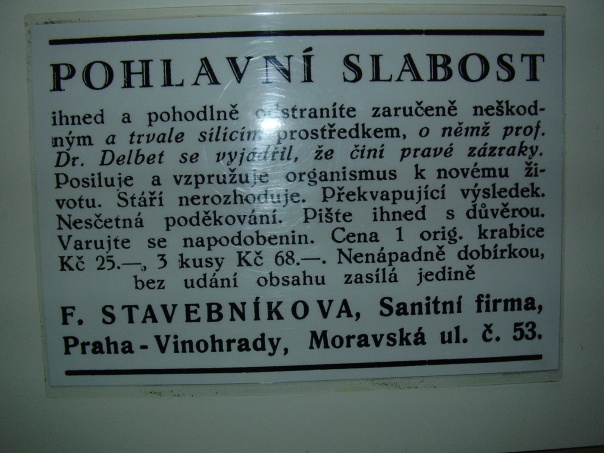 POHLAVNÍ SLABOST
ihned a pohodlně odstraníte zaručeně neškod-
ným a trvale sílícím prostředkem, o němž prof.
Dr. Delbet se vyjádřil, že činí pravé zázraky.
Posiluje a vzpružuje organismus k novému ži-
votu. Stáří nerozhoduje. Překvapující výsledek.
Nesčetná poděkování. Pište ihned s důvěrou.
Varujte se napodobenin. Cena 1 orig. krabice
Kč 25.—, 3 kusy Kč 68.—. Nenápadně dobírkou,
bez udání obsahu zasílá jedině
F. STAVEBNÍKOVA, Sanitní firma,
Praha - Vinohrady, Moravská ul. č. 53.